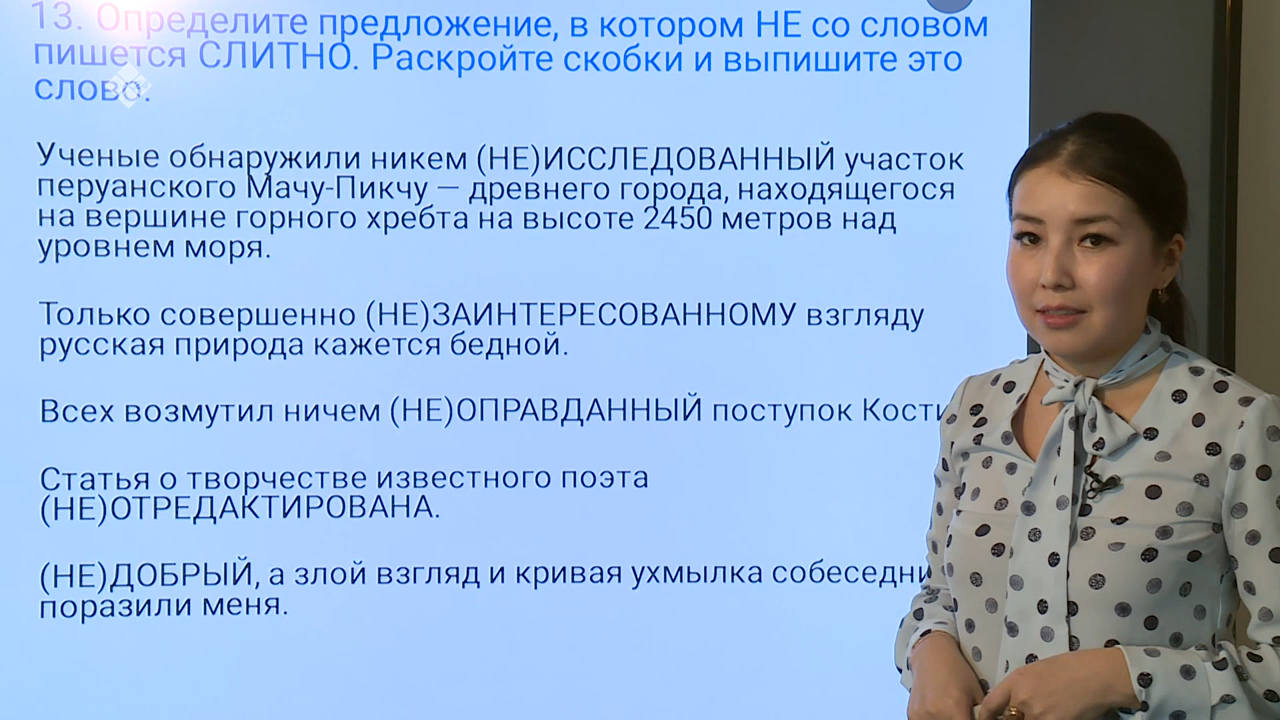 13. Определите предложение, в котором НЕ со словом
пишется СЛИТНО. Раскройте скобки и выпишите это
слово.
Ученые обнаружили никем (НЕ)ИССЛЕДОВАННЫЙ участок
перуанского Мачу-Пикчу — древнего города, находящегося
на вершине горного хребта на высоте 2450 метров над
уровнем моря.
Только совершенно (НЕ)ЗАИНТЕРЕСОВАННОМУ взгляду
русская природа кажется бедной.
Всех возмутил ничем (НЕ)ОПРАВДАННЫЙ поступок Кости
Статья о творчестве известного поэта
(НЕ)ОТРЕДАКТИРОВАНА.
(НЕ)ДОБРЫЙ, а злой взгляд и кривая ухмылка
поразили меня.